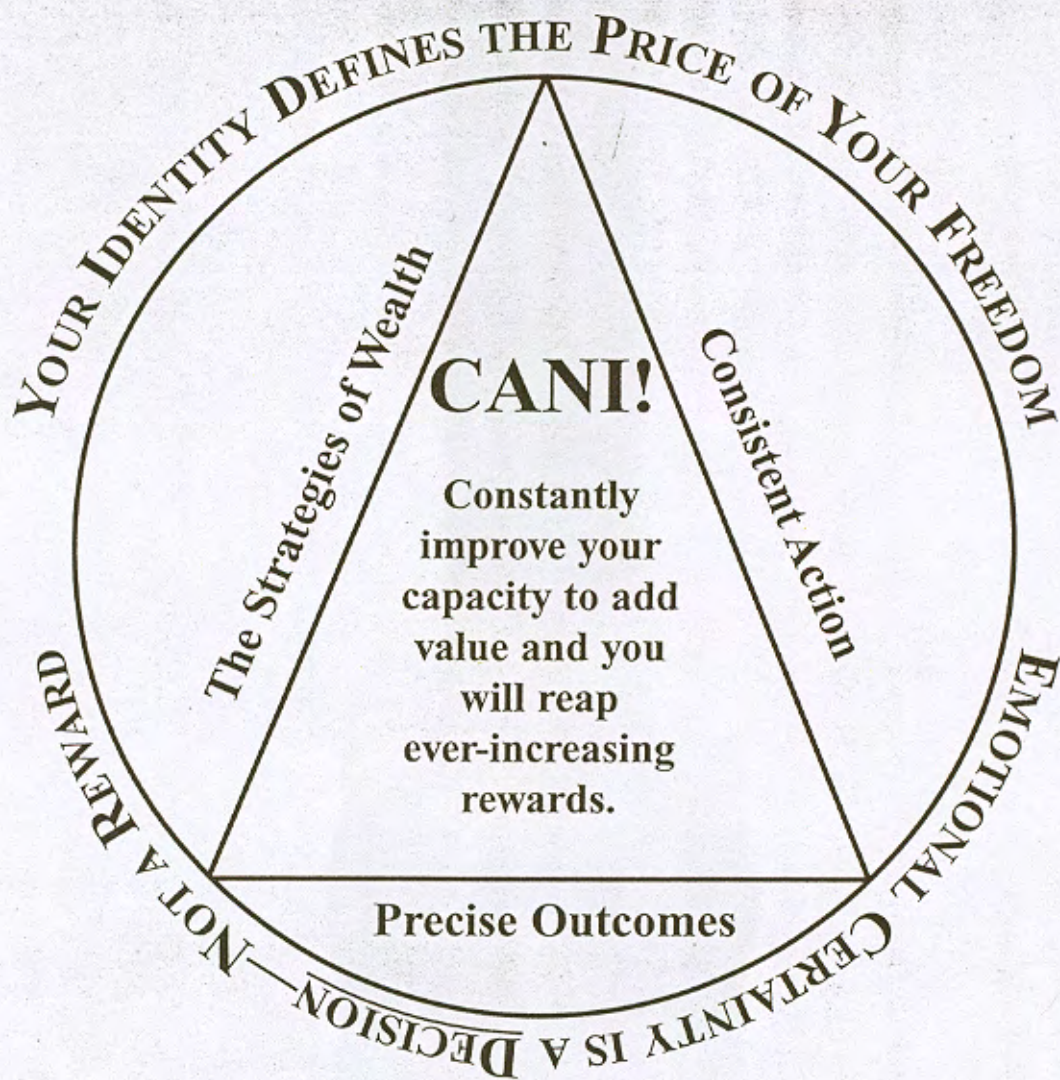 YOUR IDENTITY DEFINES THE PRICE OF YOUR FREEDOM
The Strategies of Wealth
CANI!
Constantly
improve your
capacity to add
value and you
will reap
ever-increasing
rewards.
Consistent Action
Precise Outcomes
EMOTIONAL CERTAINTY IS A DECISION—NOT A REWARD